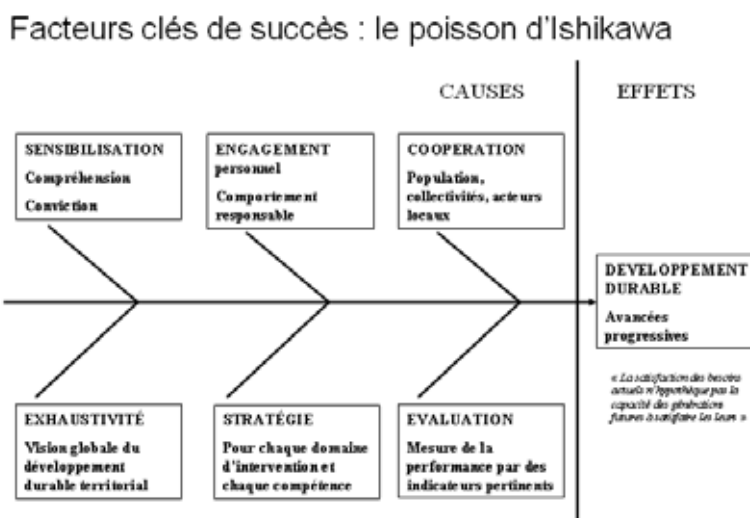 Facteurs clés de succès : le poisson d'Ishikawa
CAUSES
EFFETS
SENSIBILISATION
Compréhension
Conviction
ENGAGEMENT
personnel
Comportement
responsable
COOPERATION
Population,
collectivités, acteurs
locaux
DEVELOPPEMENT
DURABLE
Avancées
progressives
« La satisfaction des besoins
actuels n'hypothèque pas la
capacité des générations
futures à satisfaire les leurs »
EXHAUSTIVITÉ
Vision globale du
développement
durable territorial
STRATÉGIE
Pour chaque domaine
d'intervention et
chaque compétence
EVALUATION
Mesure de la
performance par des
indicateurs pertinents